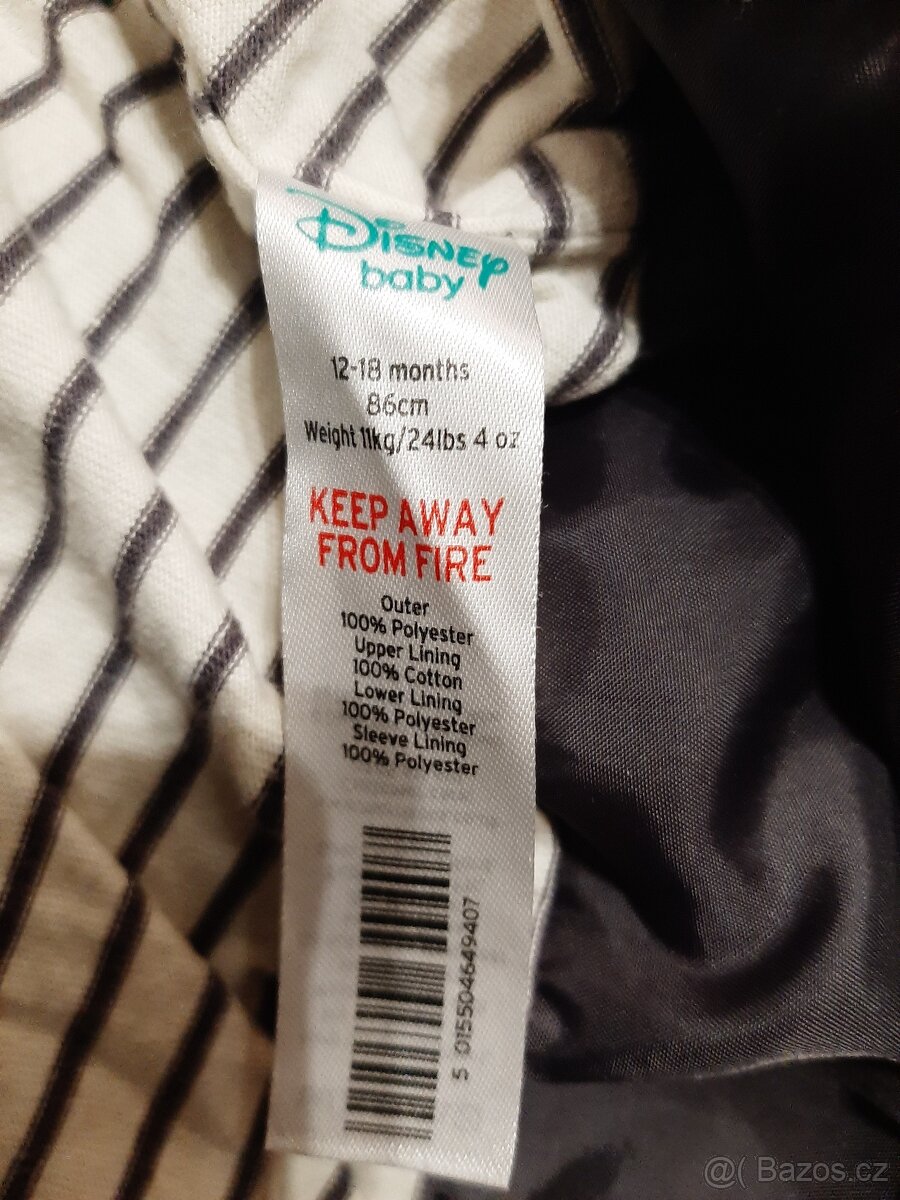 Disney
baby
12-18 months
86cm
Weight 11kg/24lbs 4 oz
KEEP AWAY
FROM FIRE
Outer
100% Polyester
Upper Lining
100% Cotton
Lower Lining
100% Polyester
Sleeve Lining
100% Polyester
5 015504649407
@( Bazos.cz